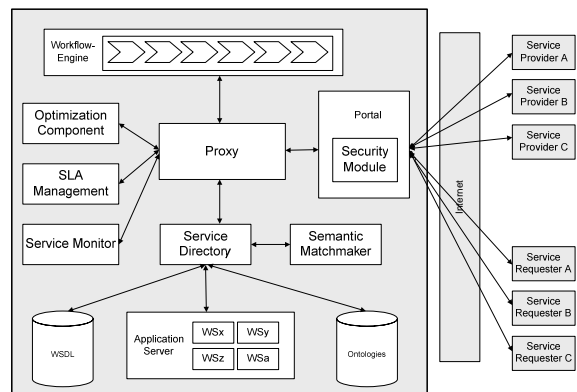 Workflow-
Engine
Service
Provider A
Service
Provider B
Service
Provider C
Optimization
Component
Portal
Proxy
Security
Module
SLA
Management
Internet
Service Monitor
Service
Directory
Semantic
Matchmaker
Service
Requester A
Service
Requester B
Service
Requester C
WSDL
Application
Server
WSx
WSy
WSz
WSa
Ontologies